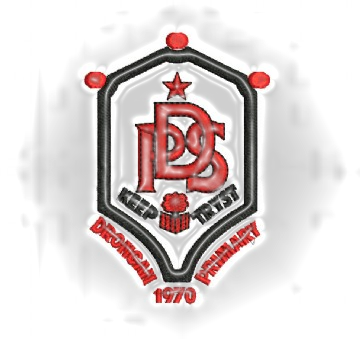 DPS
KEEP TRYST
DRONGAN PRIMARY
1970